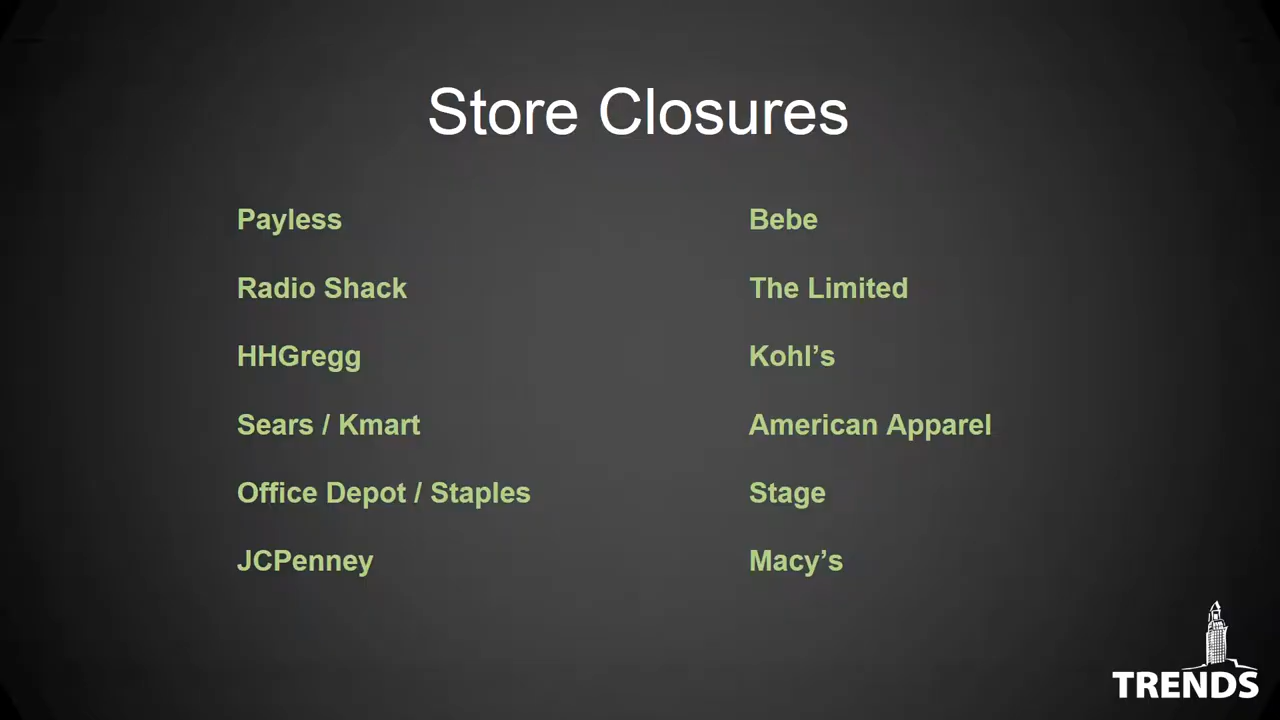 Store Closures
Payless
Radio Shack
HHGregg
Sears / Kmart
Office Depot / Staples
JCPenney
Bebe
The Limited
Kohl’s
American Apparel
Stage
Macy’s
TRENDS